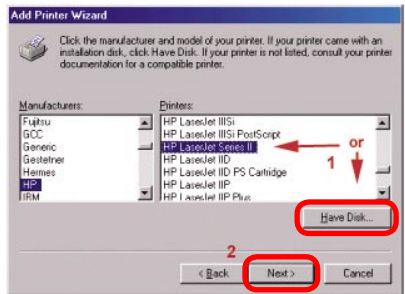 Add Printer Wizard
Click the manufacturer and model of your printer. If your printer came with an
installation disk, click Have Disk. If your printer is not listed, consult your printer
documentation for a compatible printer.
Manufacturers:
Fujitsu
GCC
Generic
Gestetner
Hermes
HP
IBM
Printers:
HP LaserJet IIISi
HP LaserJet IIISi PostScript
HP LaserJet Series II
HP LaserJet IID
HP LaserJet IID PS Cartridge
HP LaserJet IIP
HP LaserJet IIP Plus
or
1
Have Disk...
2
< Back
Next >
Cancel